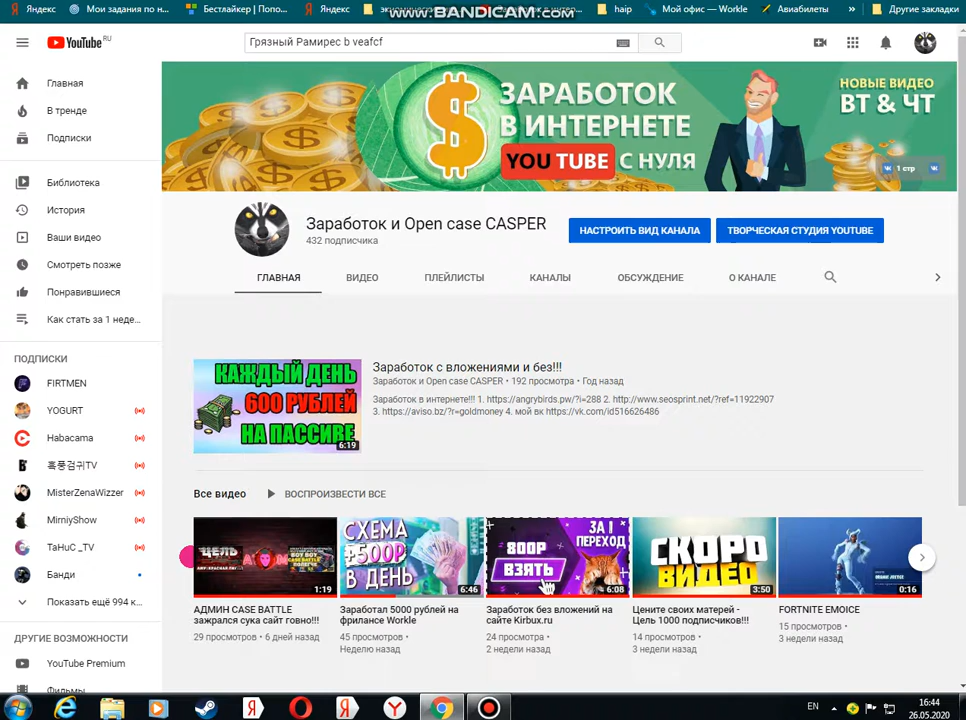 Яндекс
Мои задания по н...
Бестлайкер | Попо...
Яндекс
www.BANDICAM.com
haip
Мой офис — Workle
Авиабилеты
»
Другие закладки
YouTube RU
Грязный Рамирес b veafcf
Главная
В тренде
Подписки
Библиотека
История
Ваши видео
Смотреть позже
Понравившиеся
Как стать за 1 неде...
ПОДПИСКИ
FIRTMEN
YOGURT
Habacama
흑풍검귀TV
MisterZenaWizzer
MirniyShow
TaHuC _TV
Банди
Показать ещё 994 к...
ДРУГИЕ ВОЗМОЖНОСТИ
YouTube Premium
Фильмы
$
ЗАРАБОТОК
В ИНТЕРНЕТЕ
YOU TUBE С НУЛЯ
НОВЫЕ ВИДЕО
ВТ & ЧТ
1 стр
Заработок и Open case CASPER
432 подписчика
НАСТРОИТЬ ВИД КАНАЛА
ТВОРЧЕСКАЯ СТУДИЯ YOUTUBE
ГЛАВНАЯ
ВИДЕО
ПЛЕЙЛИСТЫ
КАНАЛЫ
ОБСУЖДЕНИЕ
О КАНАЛЕ
КАЖДЫЙ ДЕНЬ
600 РУБЛЕЙ
НА ПАССИВЕ
6:19
Заработок с вложениями и без!!!
Заработок и Open case CASPER • 192 просмотра • Год назад
Заработок в интернете!!! 1. https://angrybirds.pw/?i=288 2. http://www.seosprint.net/?ref=11922907
3. https://aviso.bz/?r=goldmoney 4. мой вк https://vk.com/id516626486
Все видео
ВОСПРОИЗВЕСТИ ВСЕ
ЦЕЛЬ
1:19
АДМИН CASE BATTLE
зажрался сука сайт говно!!!
29 просмотров • 6 дней назад
СХЕМА
+500Р
В ДЕНЬ
6:46
Заработал 5000 рублей на
фрилансе Workle
45 просмотров •
Неделю назад
800Р
ВЗЯТЬ
ЗА 1
ПЕРЕХОД
6:08
Заработок без вложений на
сайте Kirbux.ru
24 просмотра •
2 недели назад
СКОРО
ВИДЕО
3:50
Цените своих матерей -
Цель 1000 подписчиков!!!
14 просмотров •
3 недели назад
0:16
FORTNITE EMOICE
15 просмотров •
3 недели назад
EN
16:44
26.05.2020